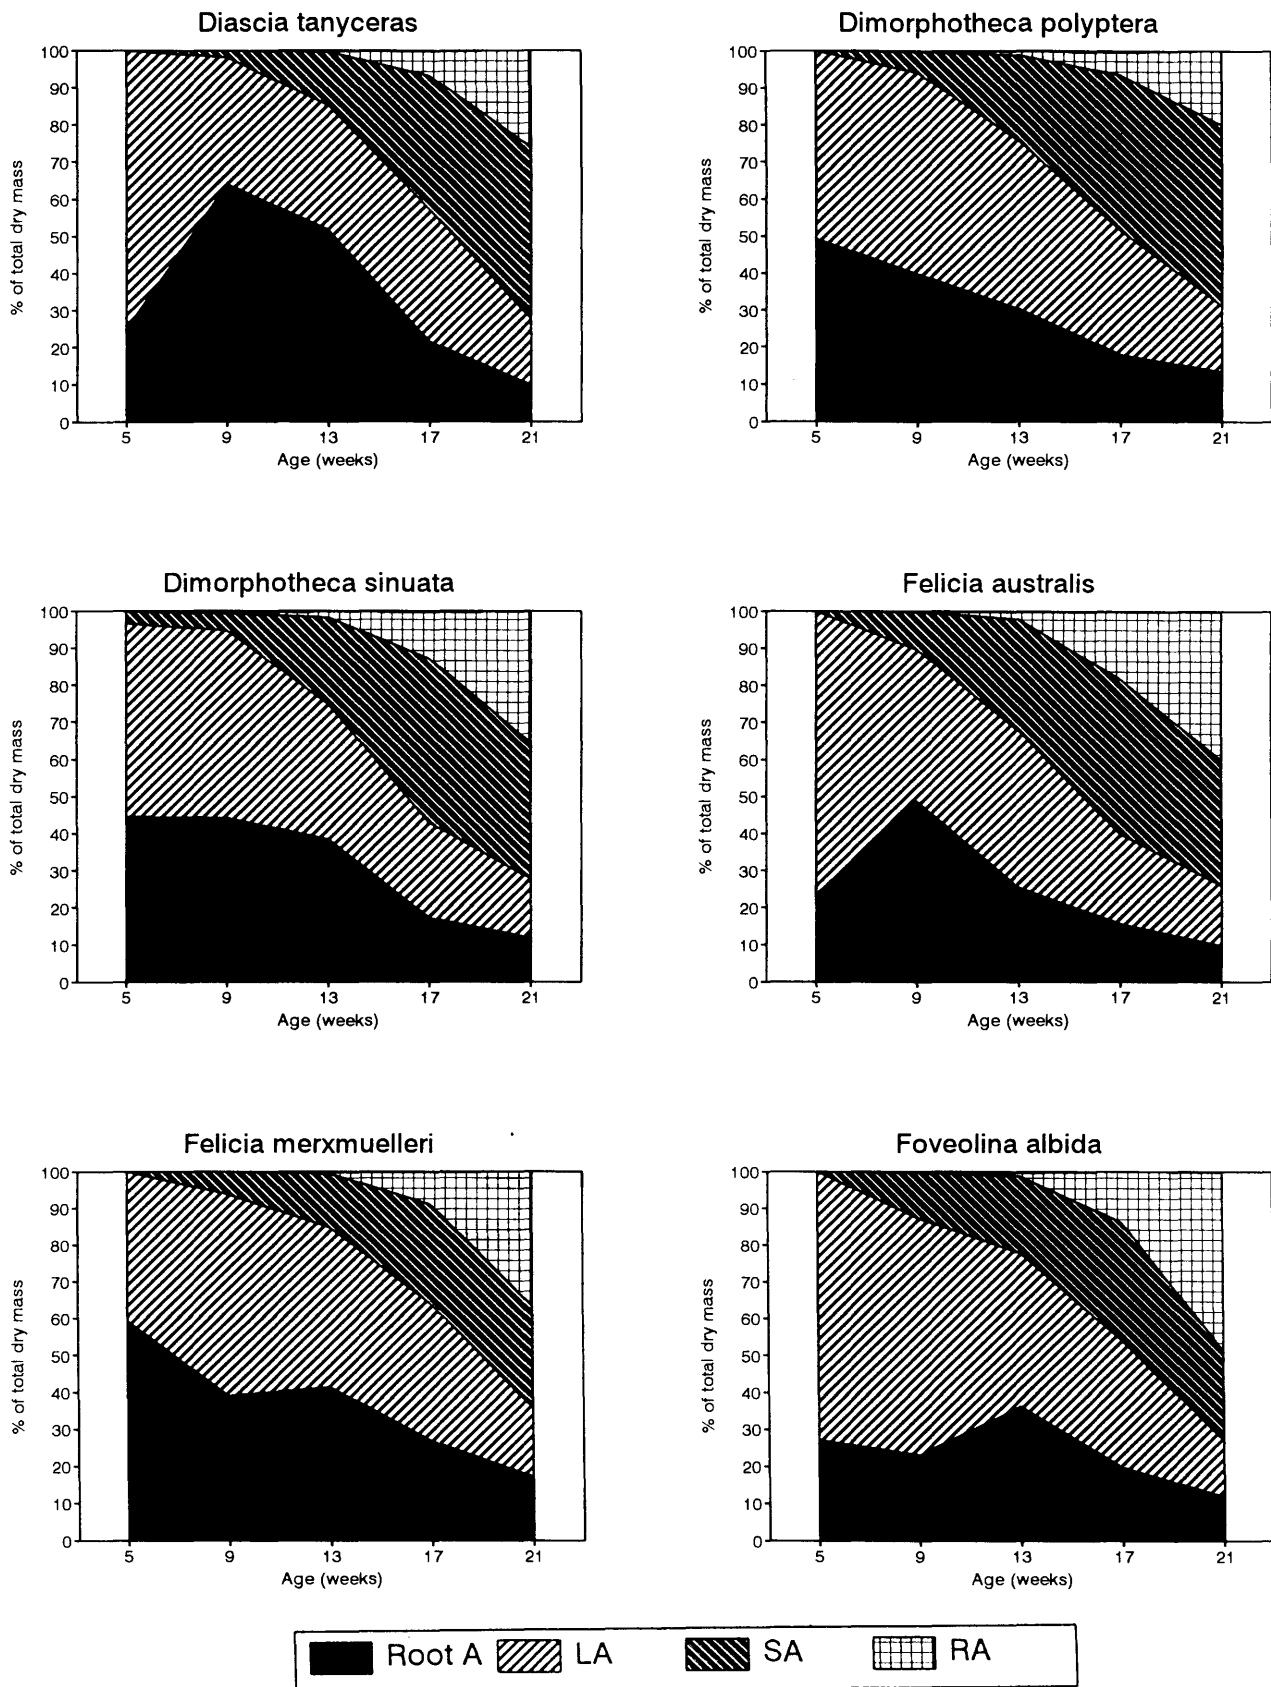 Diascia tanyceras
% of total dry mass
100
90
80
70
60
50
40
30
20
10
0
5 9 13 17 21
Age (weeks)
Dimorphotheca polyptera
% of total dry mass
100
90
80
70
60
50
40
30
20
10
0
5 9 13 17 21
Age (weeks)
Dimorphotheca sinuata
% of total dry mass
100
90
80
70
60
50
40
30
20
10
0
5 9 13 17 21
Age (weeks)
Felicia australis
% of total dry mass
100
90
80
70
60
50
40
30
20
10
0
5 9 13 17 21
Age (weeks)
Felicia merxmuelleri
% of total dry mass
100
90
80
70
60
50
40
30
20
10
0
5 9 13 17 21
Age (weeks)
Foveolina albida
% of total dry mass
100
90
80
70
60
50
40
30
20
10
0
5 9 13 17 21
Age (weeks)
Root A LA SA RA